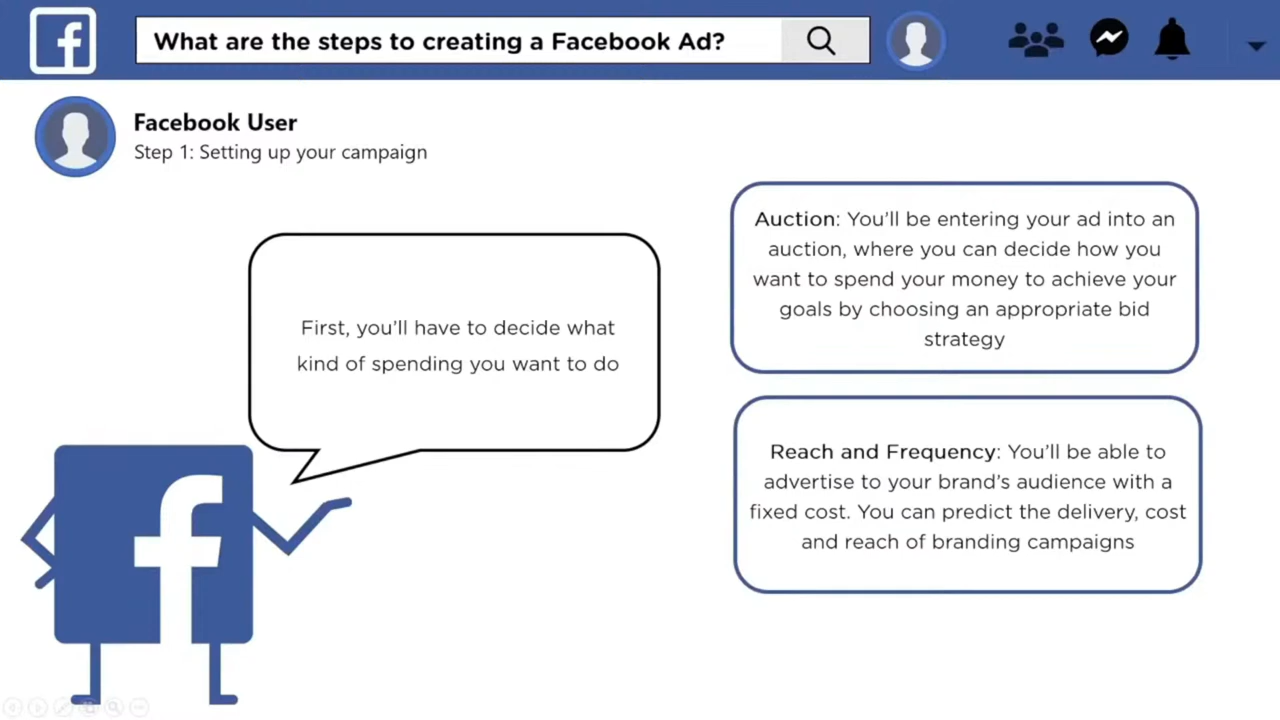 What are the steps to creating a Facebook Ad?
Facebook User
Step 1: Setting up your campaign
First, you'll have to decide what
kind of spending you want to do
Auction: You'll be entering your ad into an
auction, where you can decide how you
want to spend your money to achieve your
goals by choosing an appropriate bid
strategy
Reach and Frequency: You'll be able to
advertise to your brand's audience with a
fixed cost. You can predict the delivery, cost
and reach of branding campaigns